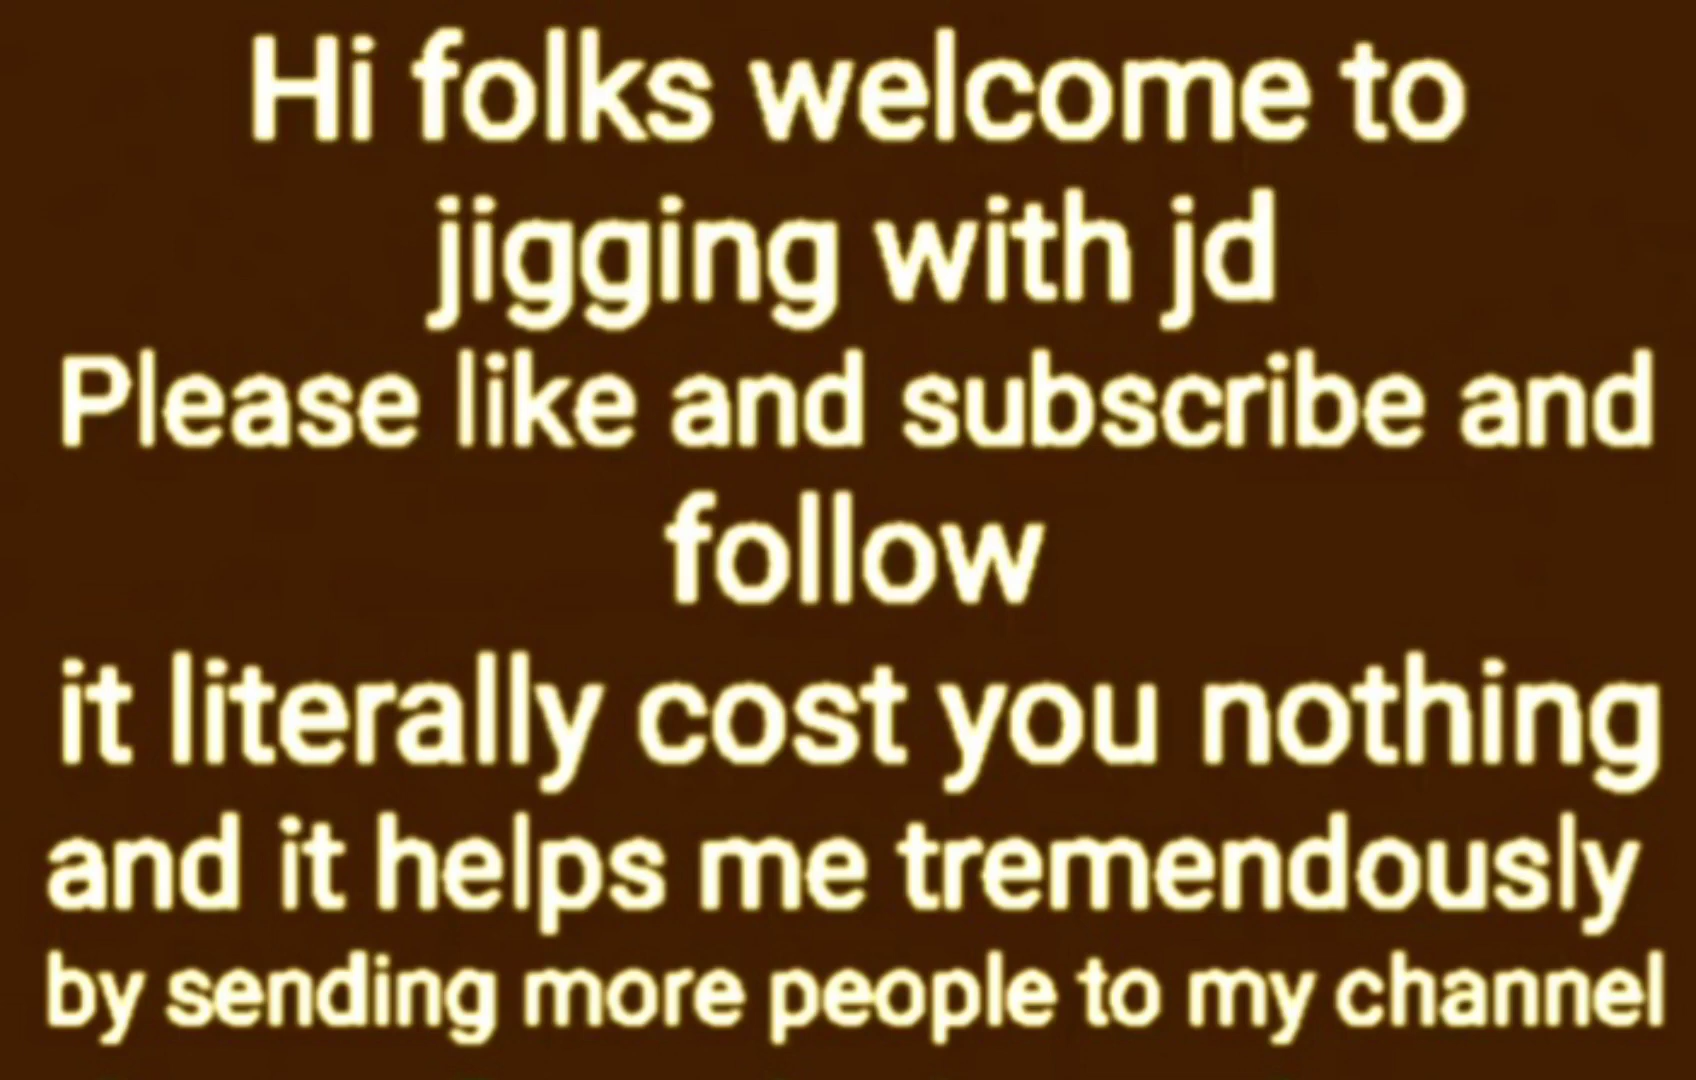 Hi folks welcome to
jigging with jd
Please like and subscribe and
follow
it literally cost you nothing
and it helps me tremendously
by sending more people to my channel